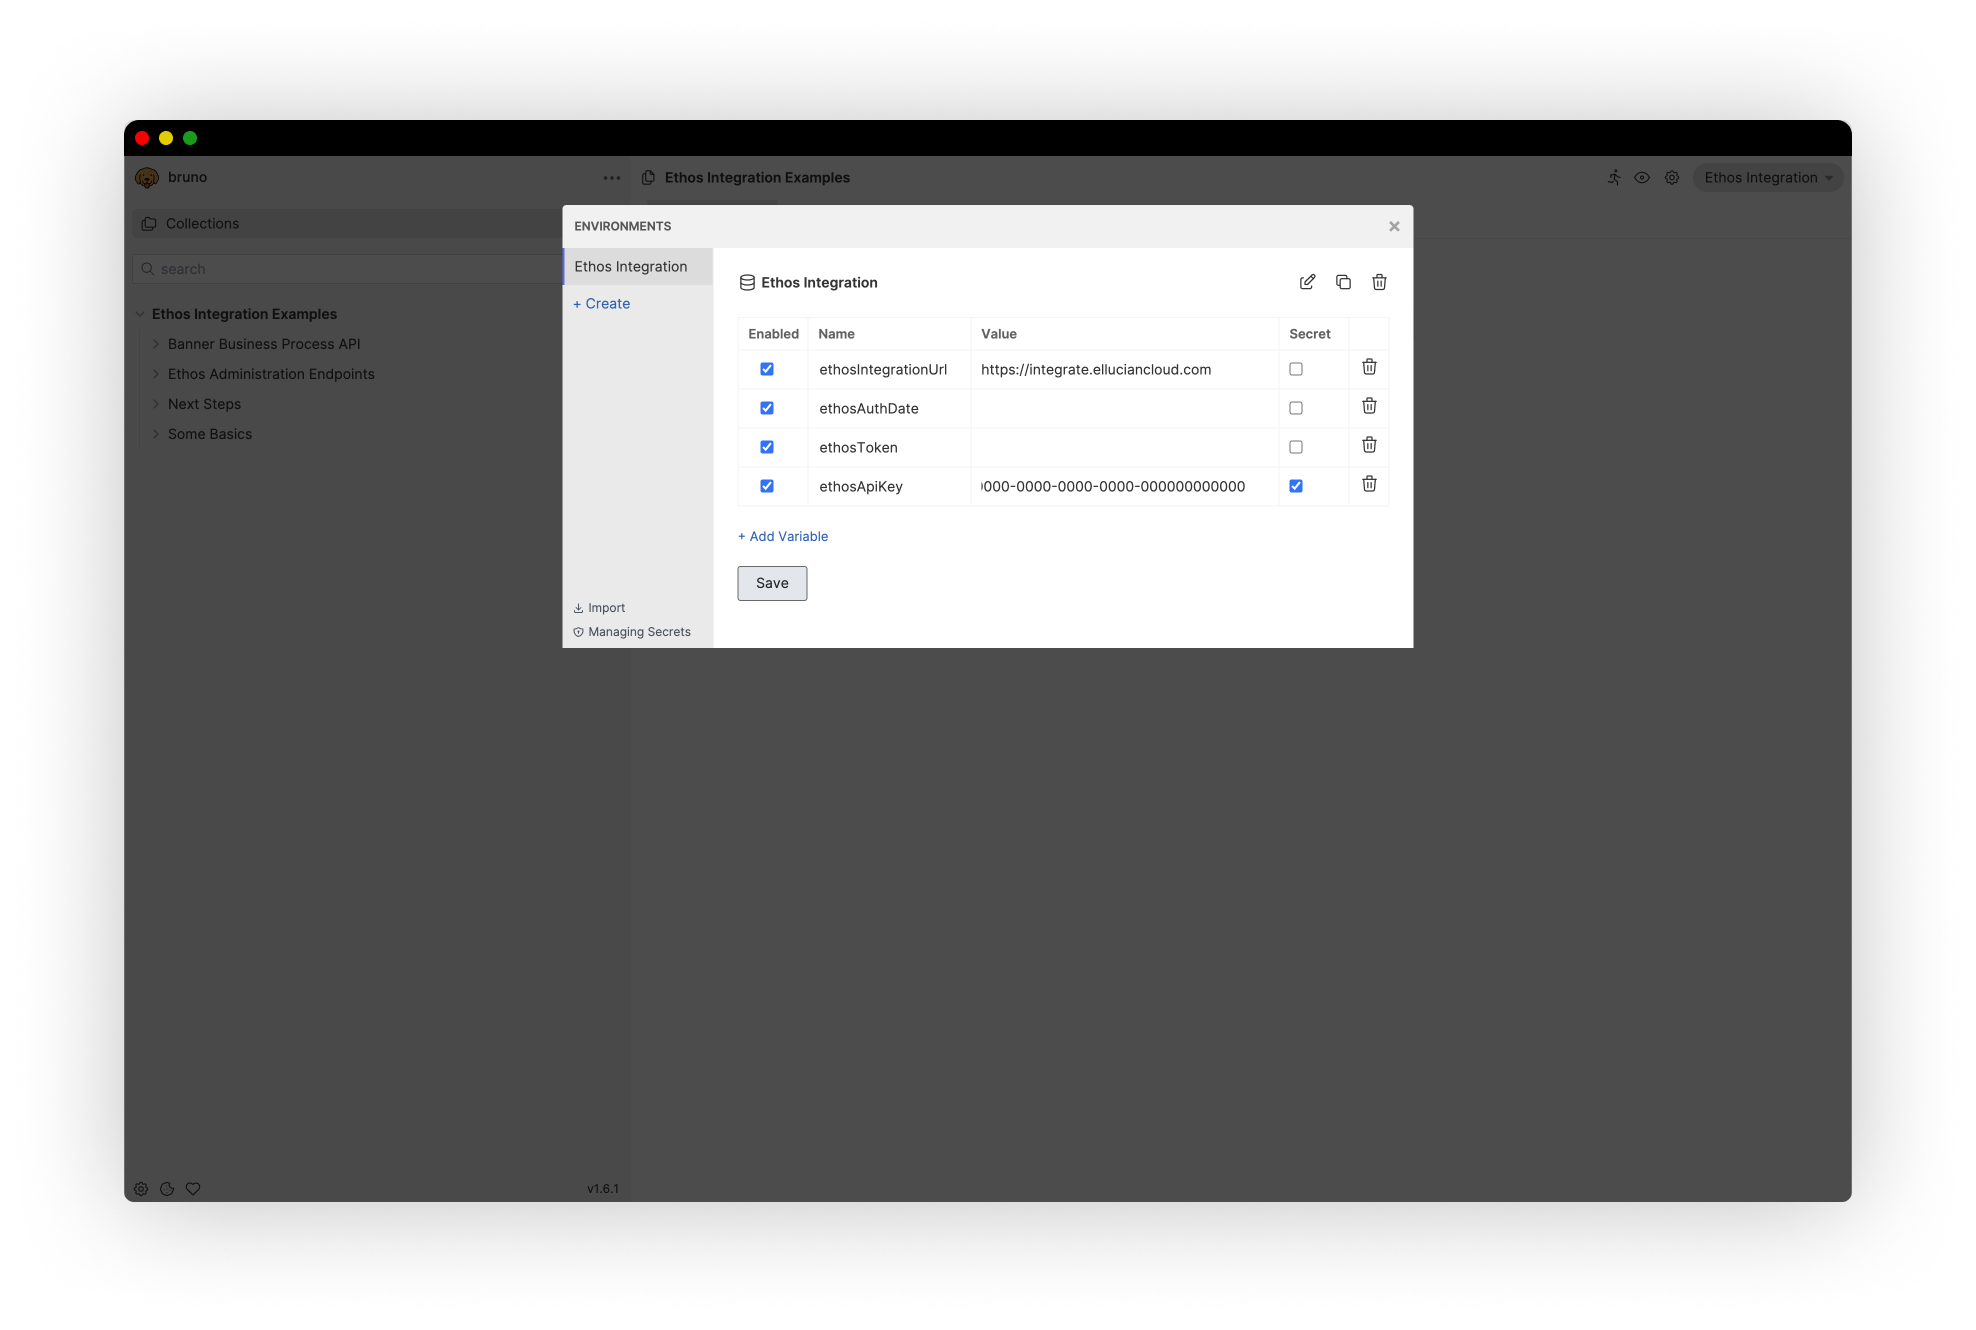 bruno
Ethos Integration Examples
Ethos Integration
Collections
search
Ethos Integration Examples
Banner Business Process API
Ethos Administration Endpoints
Next Steps
Some Basics
v1.6.1
ENVIRONMENTS
Ethos Integration
+ Create
Import
Managing Secrets
Ethos Integration
Enabled Name Value Secret
ethosIntegrationUrl https://integrate.elluciancloud.com
ethosAuthDate
ethosToken
ethosApiKey 0000-0000-0000-0000-000000000000
+ Add Variable
Save